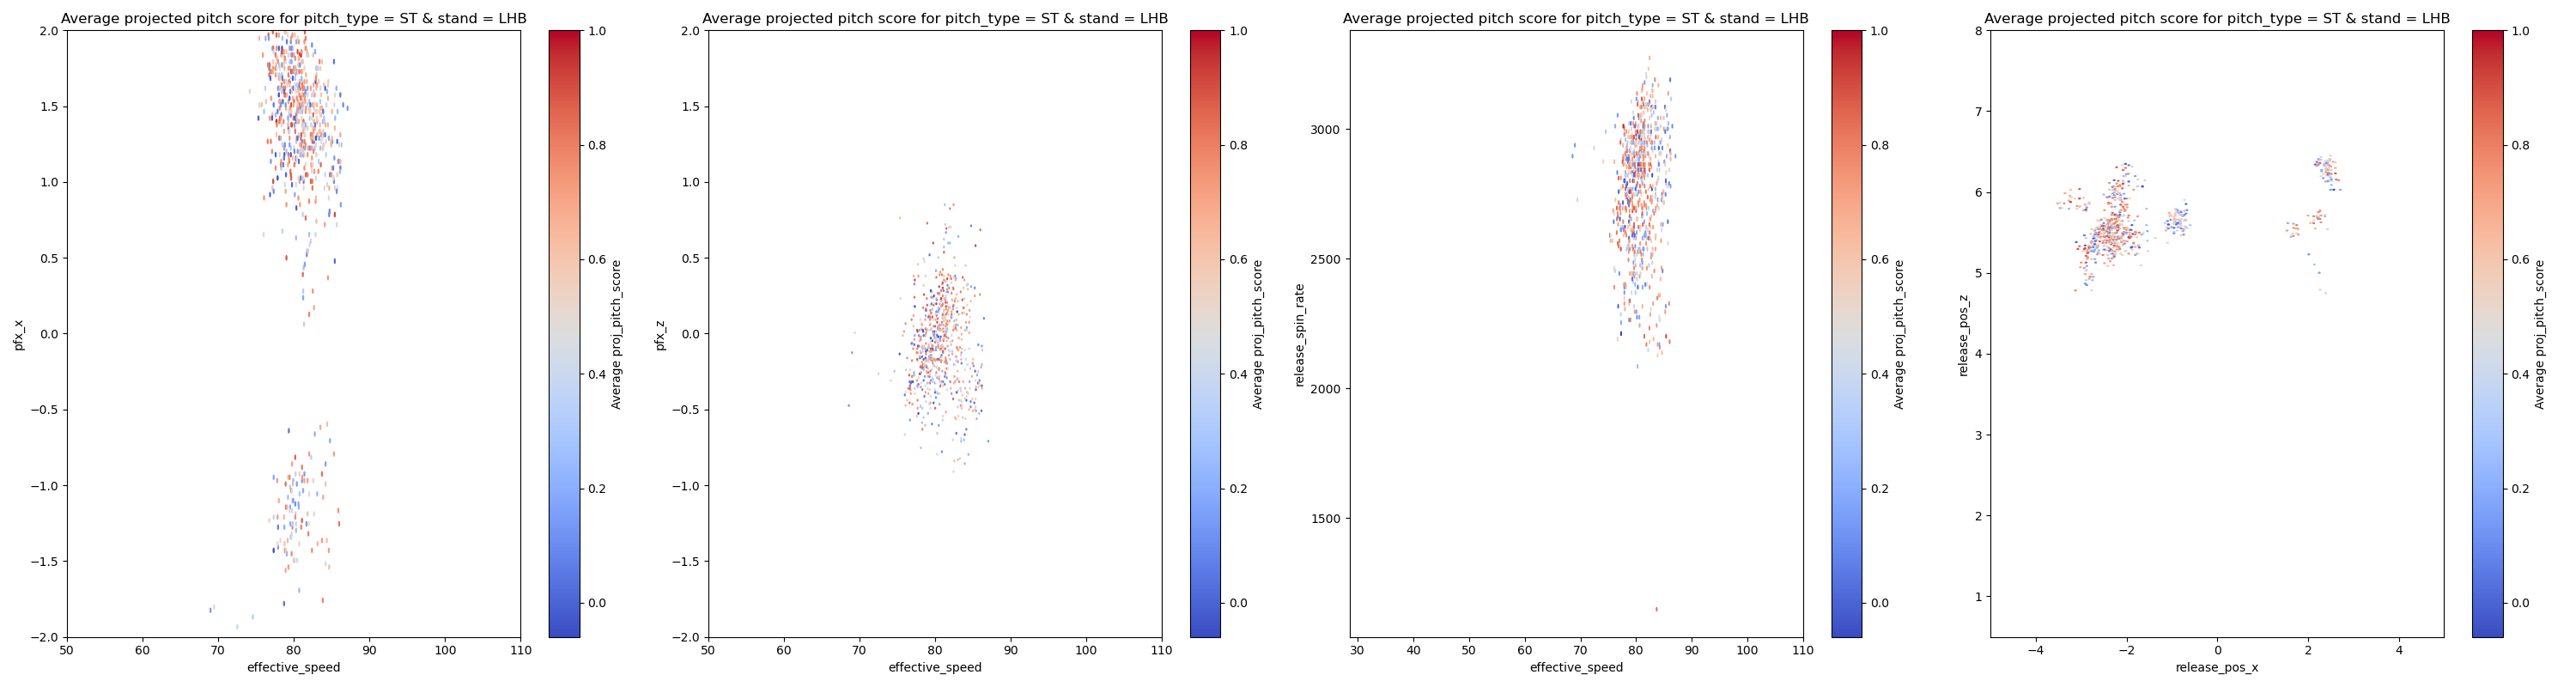 Average projected pitch score for pitch_type = ST & stand = LHB
2.0
1.5
1.0
0.5
0.0
−0.5
−1.0
−1.5
−2.0
pfx_x
50 60 70 80 90 100 110
effective_speed
1.0
0.8
0.6
0.4
0.2
0.0
Average proj_pitch_score
Average projected pitch score for pitch_type = ST & stand = LHB
2.0
1.5
1.0
0.5
0.0
−0.5
−1.0
−1.5
−2.0
pfx_z
50 60 70 80 90 100 110
effective_speed
1.0
0.8
0.6
0.4
0.2
0.0
Average proj_pitch_score
Average projected pitch score for pitch_type = ST & stand = LHB
3000
2500
2000
1500
release_spin_rate
30 40 50 60 70 80 90 100 110
effective_speed
1.0
0.8
0.6
0.4
0.2
0.0
Average proj_pitch_score
Average projected pitch score for pitch_type = ST & stand = LHB
8
7
6
5
4
3
2
1
release_pos_z
−4 −2 0 2 4
release_pos_x
1.0
0.8
0.6
0.4
0.2
0.0
Average proj_pitch_score